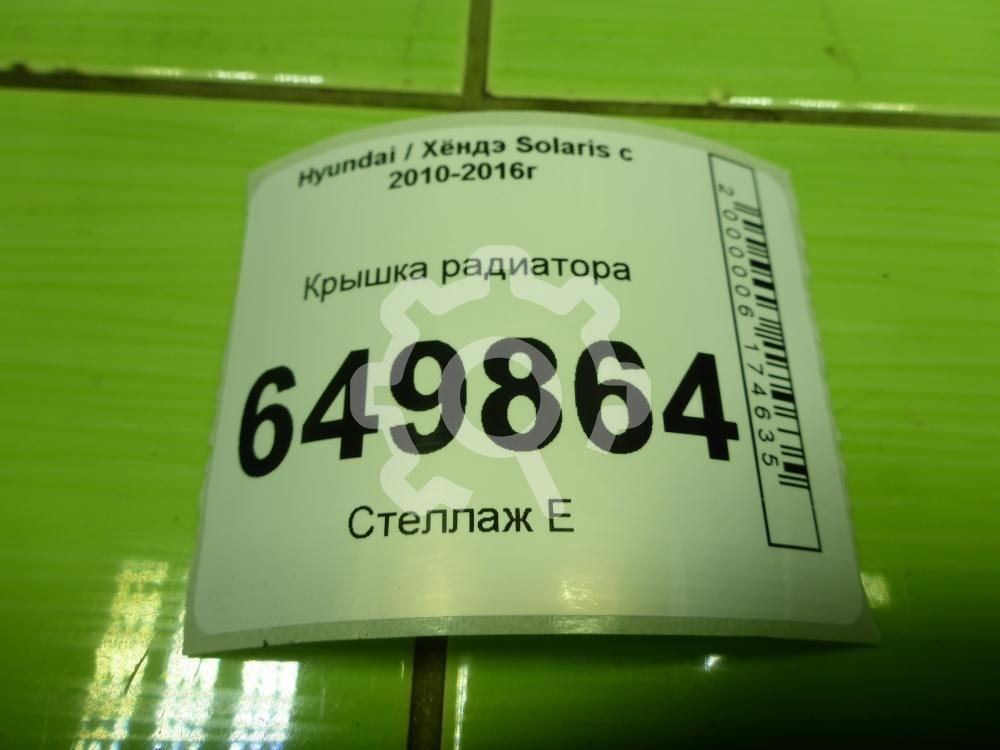 Hyundai / Хёндэ Solaris с
2010-2016г
Крышка радиатора
649864
Стеллаж Е
2000006174635